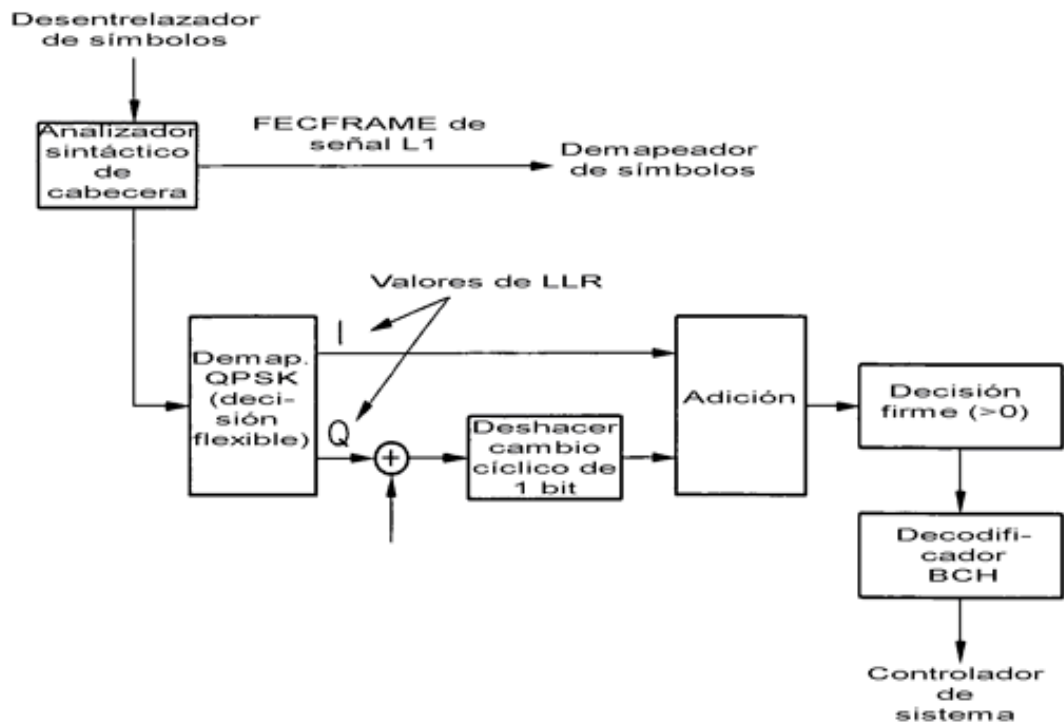 Desentrelazador
de símbolos
Analizador
sintáctico
de
cabecera
FECFRAME de
señal L1
Demapeador
de símbolos
Valores de LLR
I
Demap.
QPSK
(deci-
sión
flexible)
Q
+
Deshacer
cambio
cíclico de
1 bit
Adición
Decisión
firme (>0)
Decodifi-
cador
BCH
Controlador
de
sistema